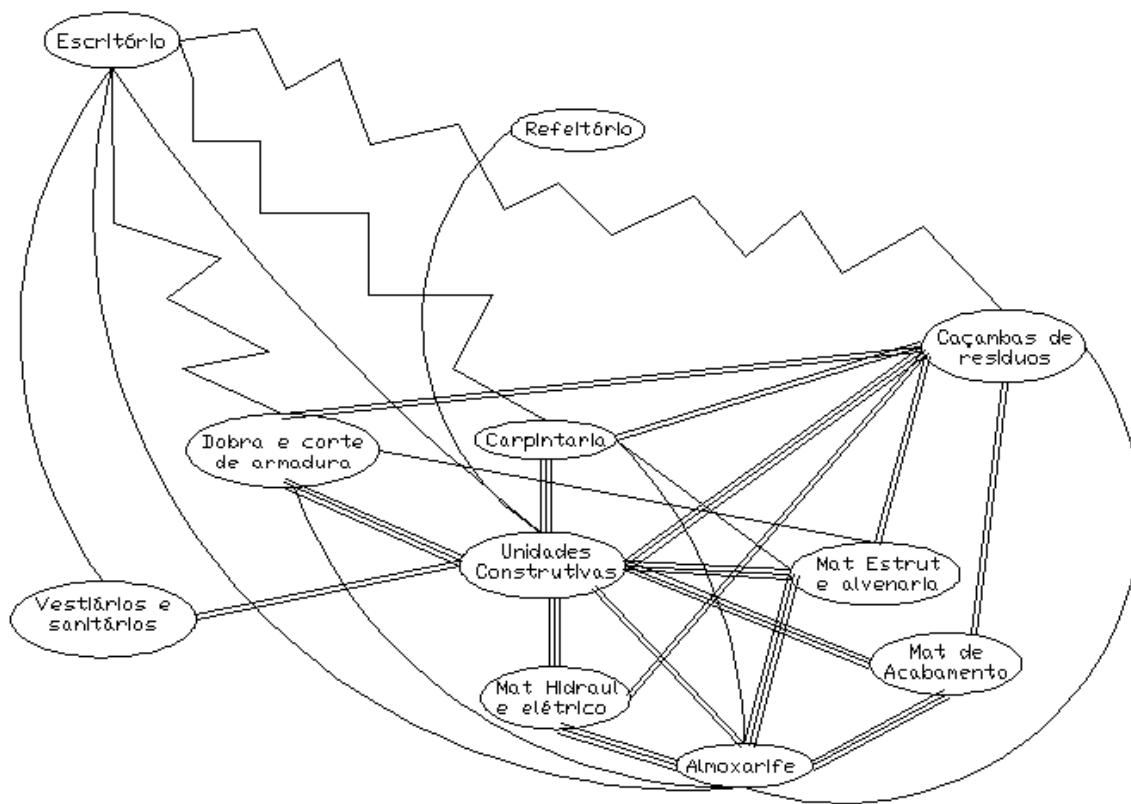 Escritório
Refeitório
Caçambas de
resíduos
Dobra e corte
de armadura
Carpintaria
Unidades
Construtivas
Mat Estrut
e alvenaria
Vestiários e
sanitários
Mat de
Acabamento
Mat Hidraul
e elétrico
Almoxarife